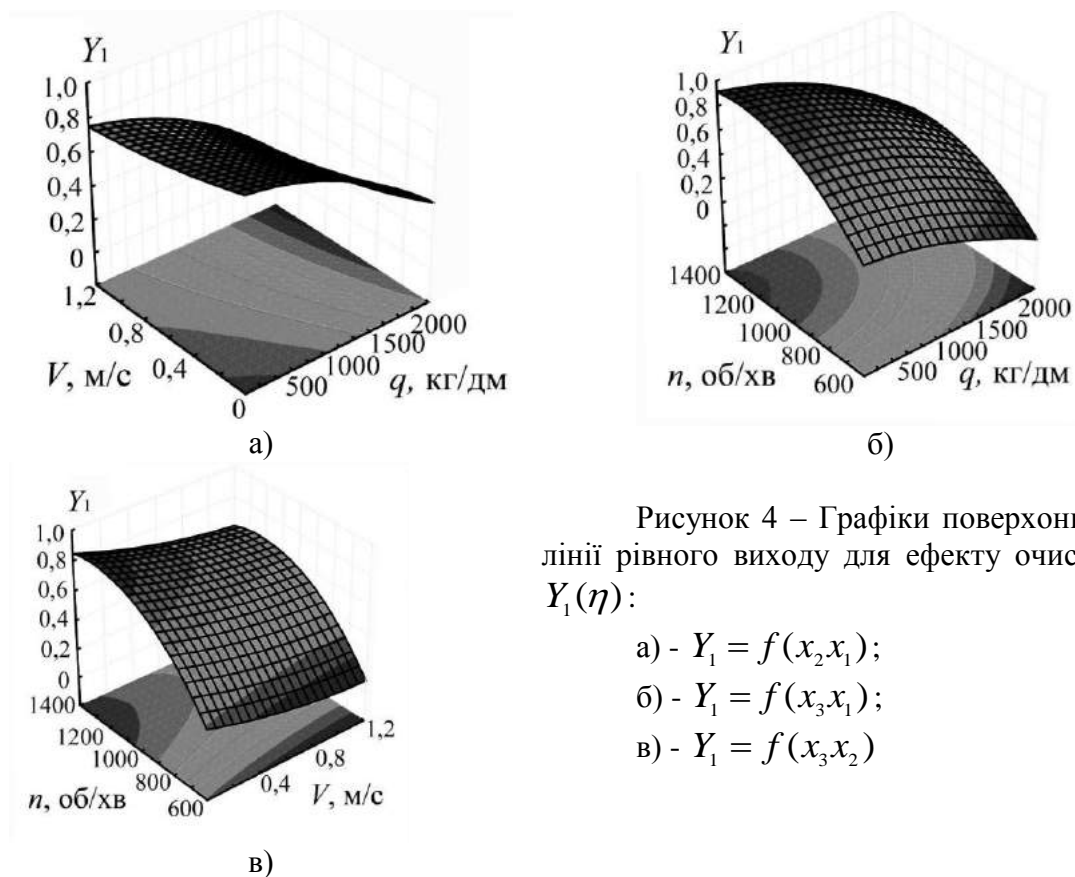 Y₁
1,0
0,8
0,6
0,4
0,2
0
1,2
0,8
0,4
0
V, м/с
500
1000
1500
2000
q, кг/дм
а)
Y₁
1,0
0,8
0,6
0,4
0,2
0
1400
1200
1000
800
600
n, об/хв
500
1000
1500
2000
q, кг/дм
б)
Y₁
1,0
0,8
0,6
0,4
0,2
0
1400
1200
1000
800
600
n, об/хв
0,4
0,8
1,2
V, м/с
в)
Рисунок 4 – Графіки поверхонь
лінії рівного виходу для ефекту очис
Y₁(η):
а) - Y₁ = f(x₂x₁);
б) - Y₁ = f(x₃x₁);
в) - Y₁ = f(x₃x₂)